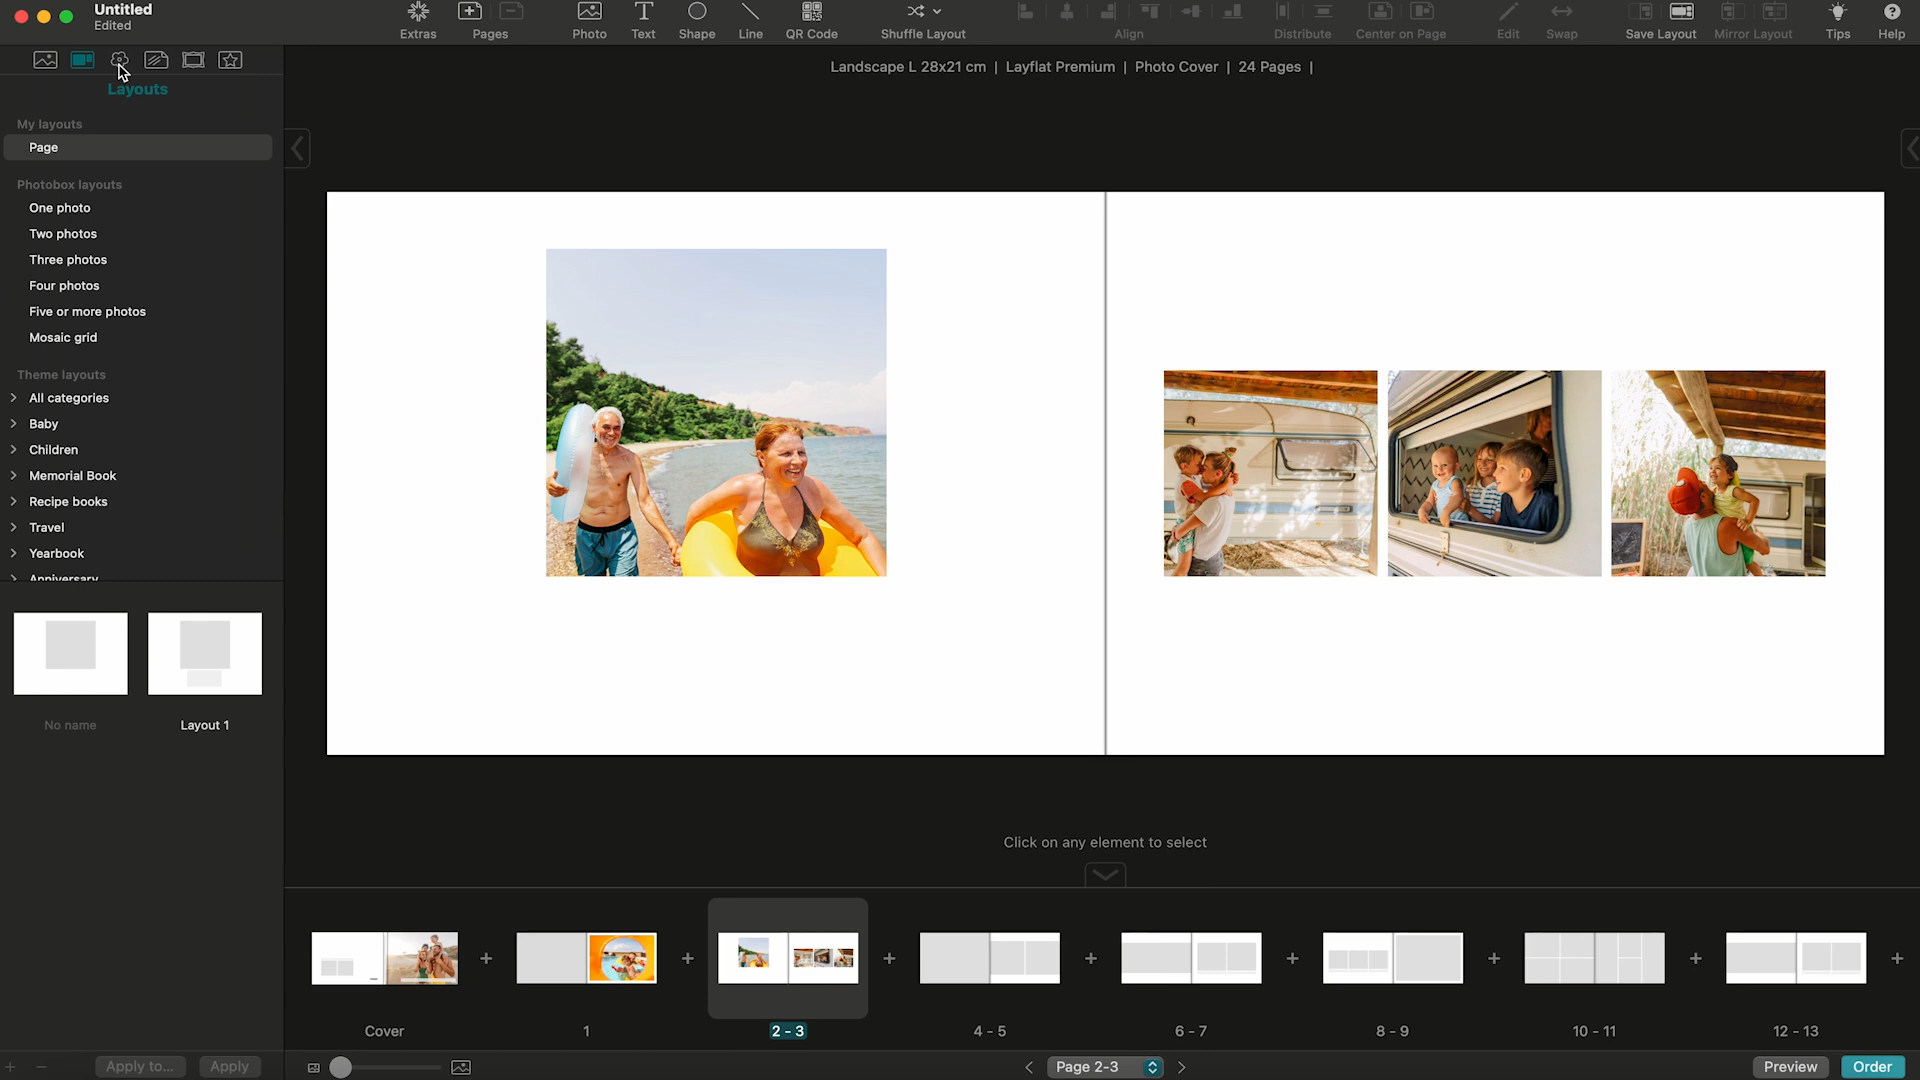 Untitled
Edited
Extras
Pages
Photo
Text
Shape
Line
QR Code
Shuffle Layout
Align
Distribute
Center on Page
Edit
Swap
Save Layout
Mirror Layout
Tips
Help
Landscape L 28x21 cm | Layflat Premium | Photo Cover | 24 Pages |
Layouts
My layouts
Page
Photobox layouts
One photo
Two photos
Three photos
Four photos
Five or more photos
Mosaic grid
Theme layouts
All categories
Baby
Children
Memorial Book
Recipe books
Travel
Yearbook
Anniversary
No name
Layout 1
Click on any element to select
Cover
1
2 - 3
4 - 5
6 - 7
8 - 9
10 - 11
12 - 13
Apply to...
Apply
Page 2-3
Preview
Order